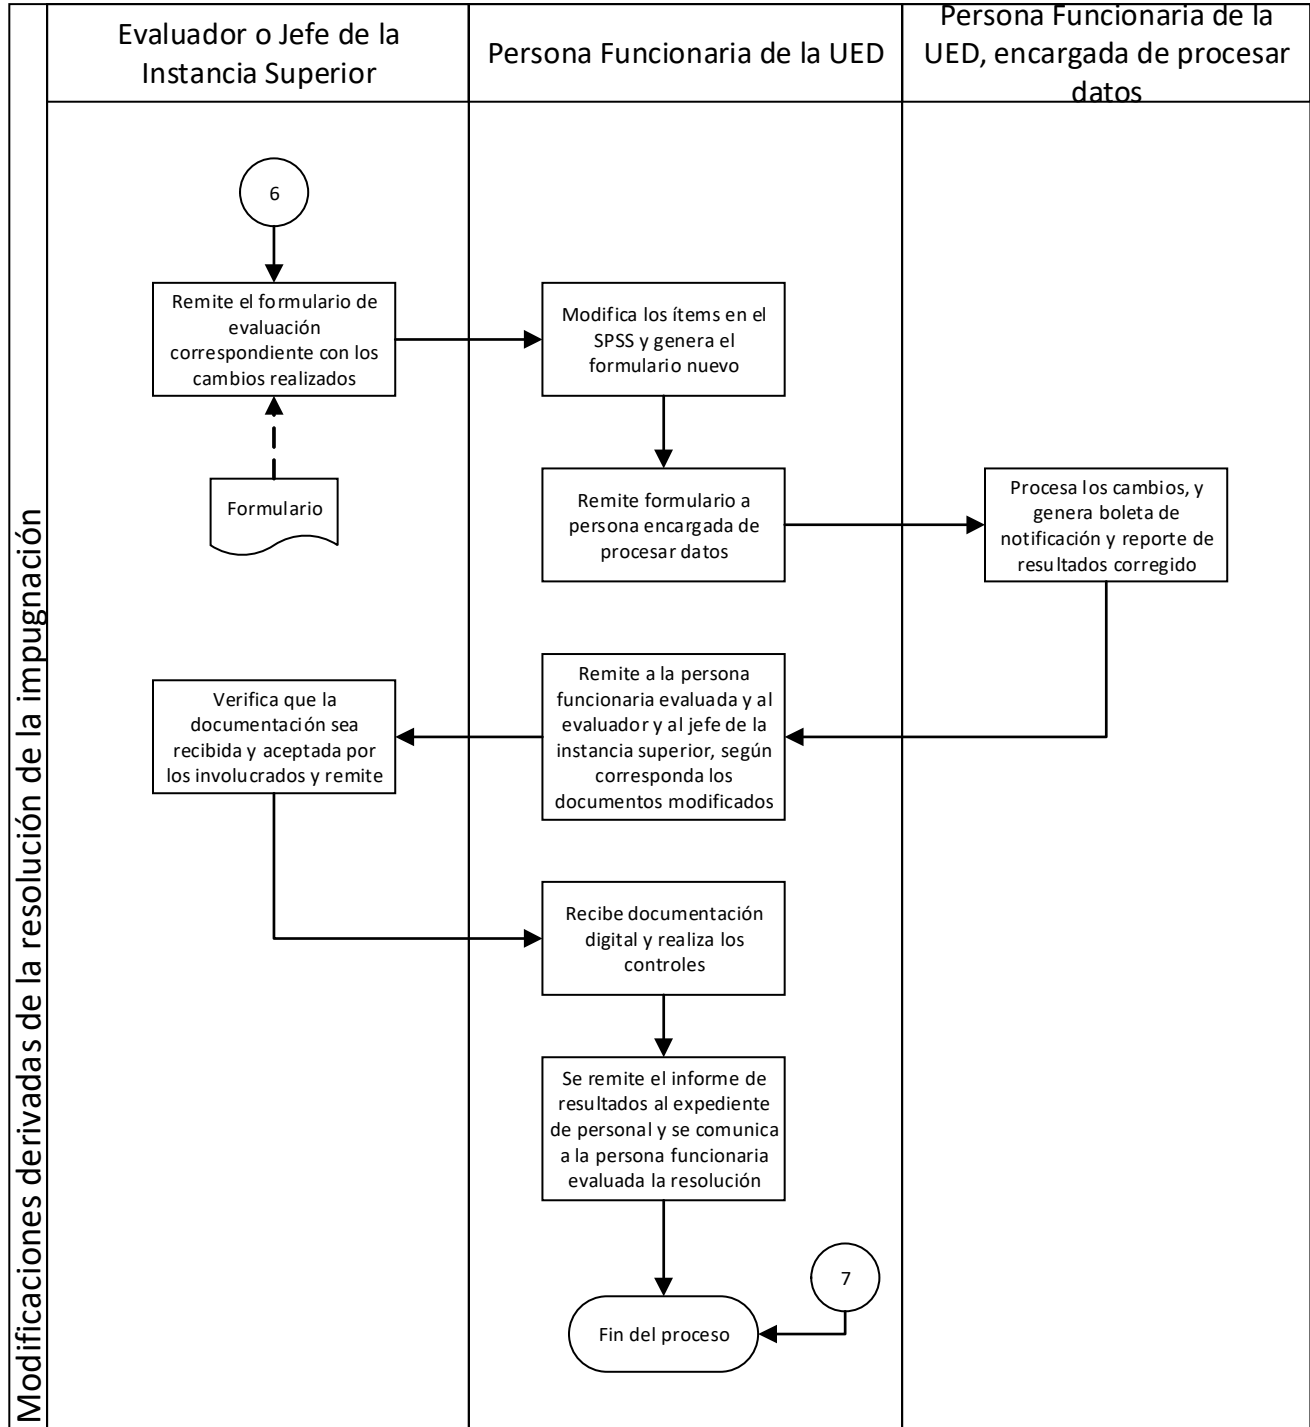 Evaluador o Jefe de la
Instancia Superior
Persona Funcionaria de la UED
Persona Funcionaria de la
UED, encargada de procesar
datos
Modificaciones derivadas de la resolución de la impugnación
6
Remite el formulario de
evaluación
correspondiente con los
cambios realizados
Modifica los ítems en el
SPSS y genera el
formulario nuevo
Formulario
Remite formulario a
persona encargada de
procesar datos
Procesa los cambios, y
genera boleta de
notificación y reporte de
resultados corregido
Remite a la persona
funcionaria evaluada y al
evaluador y al jefe de la
instancia superior, según
corresponda los
documentos modificados
Verifica que la
documentación sea
recibida y aceptada por
los involucrados y remite
Recibe documentación
digital y realiza los
controles
Se remite el informe de
resultados al expediente
de personal y se comunica
a la persona funcionaria
evaluada la resolución
7
Fin del proceso